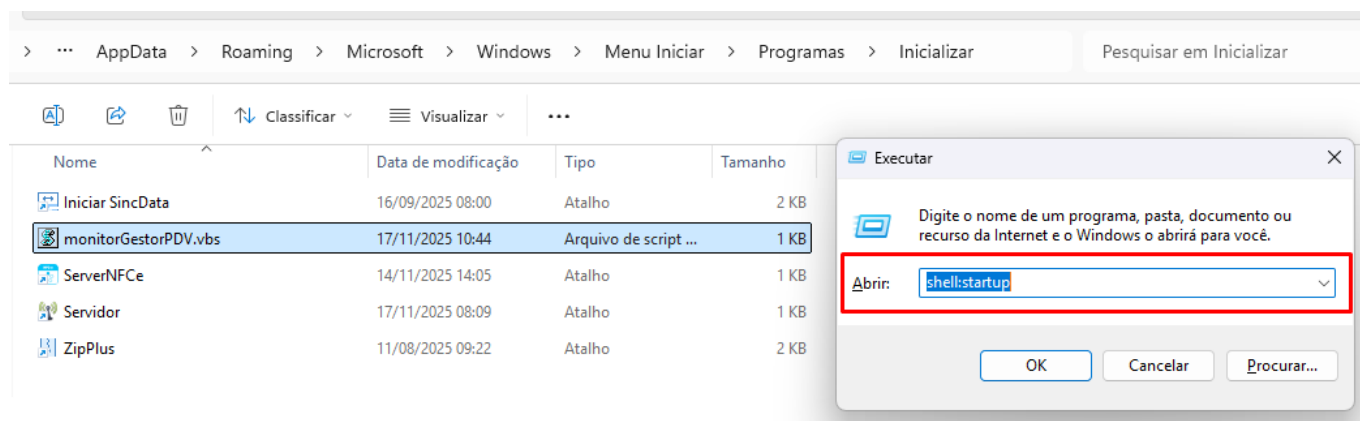 > ... AppData > Roaming > Microsoft > Windows > Menu Iniciar > Programas > Inicializar
Pesquisar em Inicializar
Classificar
Visualizar
...
Nome Data de modificação Tipo Tamanho
Iniciar SincData 16/09/2025 08:00 Atalho 2 KB
monitorGestorPDV.vbs 17/11/2025 10:44 Arquivo de script ... 1 KB
ServerNFCe 14/11/2025 14:05 Atalho 1 KB
Servidor 17/11/2025 08:09 Atalho 1 KB
ZipPlus 11/08/2025 09:22 Atalho 2 KB
Executar
Digite o nome de um programa, pasta, documento ou
recurso da Internet e o Windows o abrirá para você.
Abrir: shell:startup
OK Cancelar Procurar...